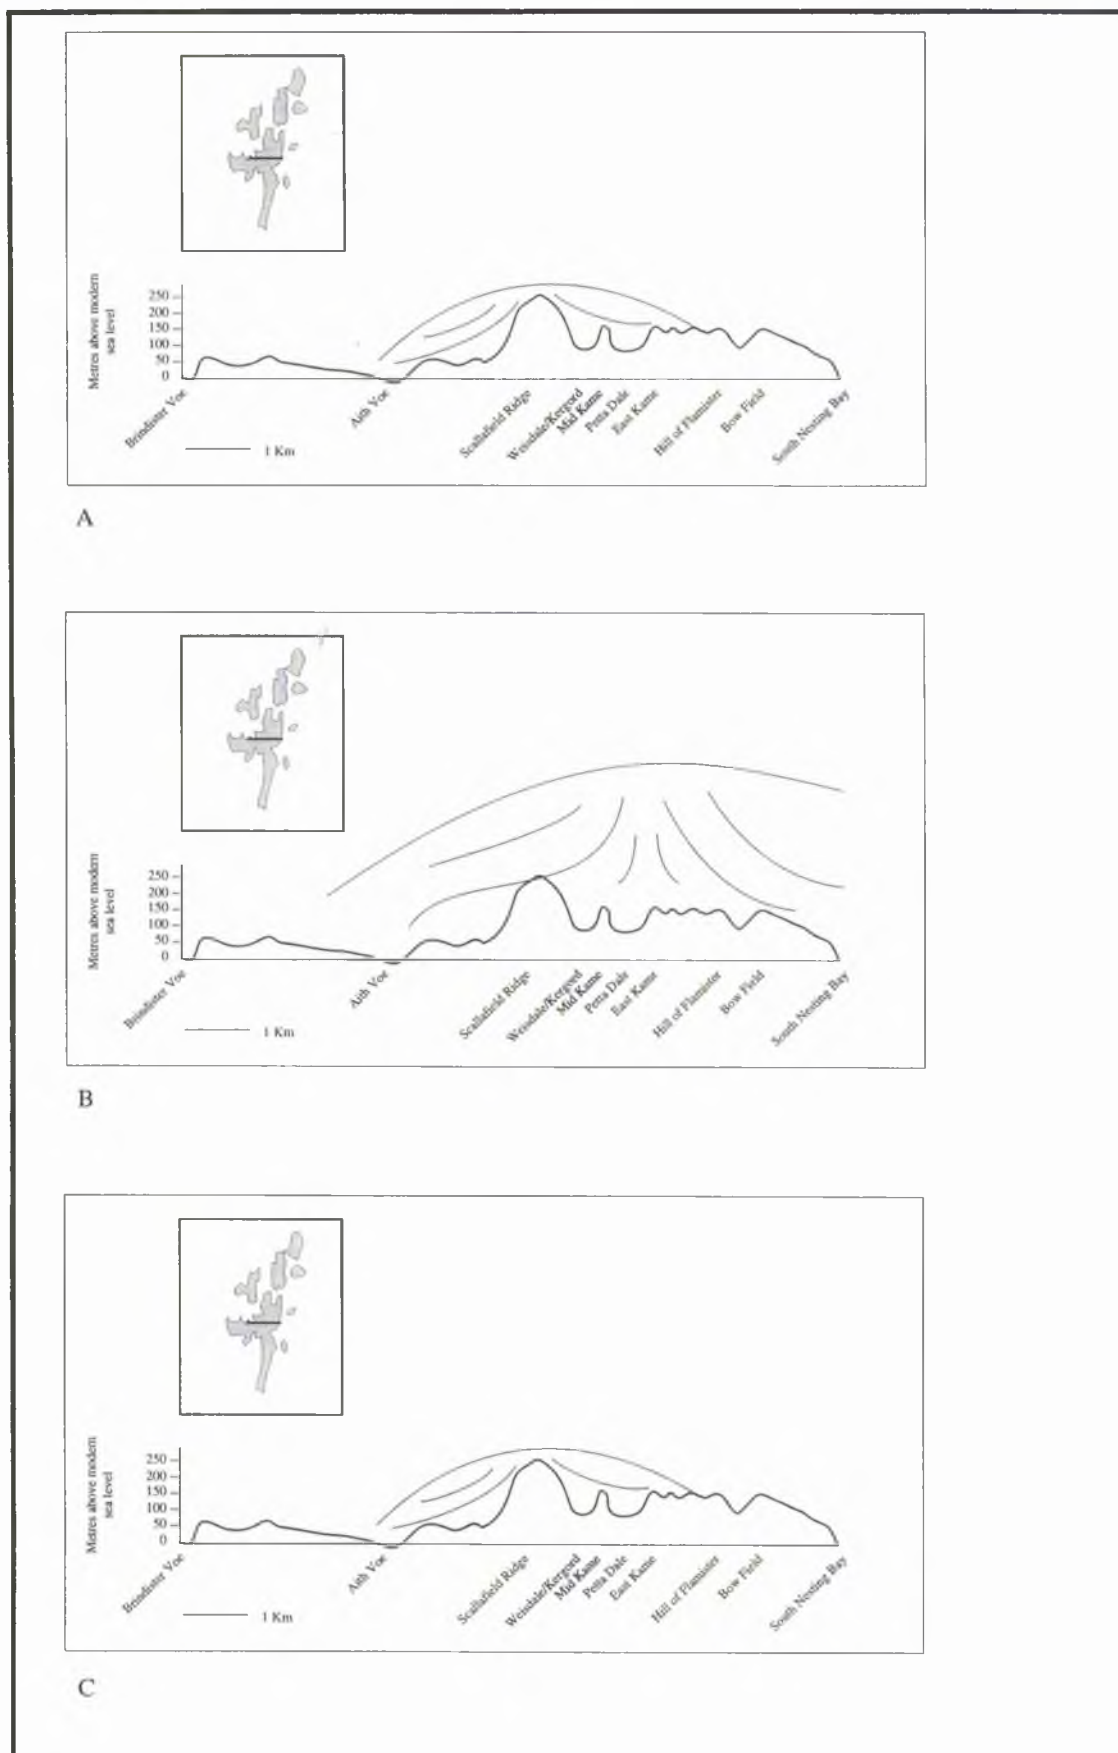 Metres above modern
sea level
250
200
150
100
50
0
Brindister Voe
Aith Voe
Scallafield Ridge
Weisdale/Kergord
Mid Kame
Petta Dale
East Kame
Hill of Flamister
Bow Field
South Nesting Bay
1 Km
A
Metres above modern
sea level
250
200
150
100
50
0
Brindister Voe
Aith Voe
Scallafield Ridge
Weisdale/Kergord
Mid Kame
Petta Dale
East Kame
Hill of Flamister
Bow Field
South Nesting Bay
1 Km
B
Metres above modern
sea level
250
200
150
100
50
0
Brindister Voe
Aith Voe
Scallafield Ridge
Weisdale/Kergord
Mid Kame
Petta Dale
East Kame
Hill of Flamister
Bow Field
South Nesting Bay
1 Km
C